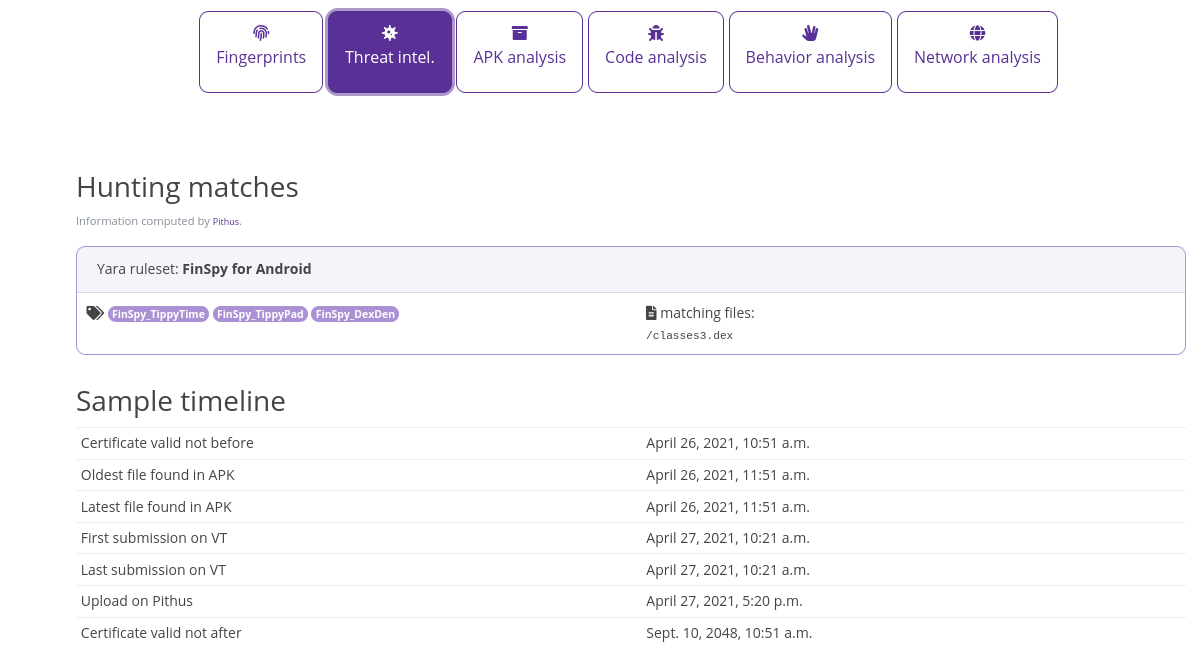 Fingerprints
Threat intel.
APK analysis
Code analysis
Behavior analysis
Network analysis
Hunting matches
Information computed by Pithus.
Yara ruleset: FinSpy for Android
FinSpy_TippyTime FinSpy_TippyPad FinSpy_DexDen
matching files:
/classes3.dex
Sample timeline
Certificate valid not before April 26, 2021, 10:51 a.m.
Oldest file found in APK April 26, 2021, 11:51 a.m.
Latest file found in APK April 26, 2021, 11:51 a.m.
First submission on VT April 27, 2021, 10:21 a.m.
Last submission on VT April 27, 2021, 10:21 a.m.
Upload on Pithus April 27, 2021, 5:20 p.m.
Certificate valid not after Sept. 10, 2048, 10:51 a.m.